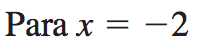 Para x = −2